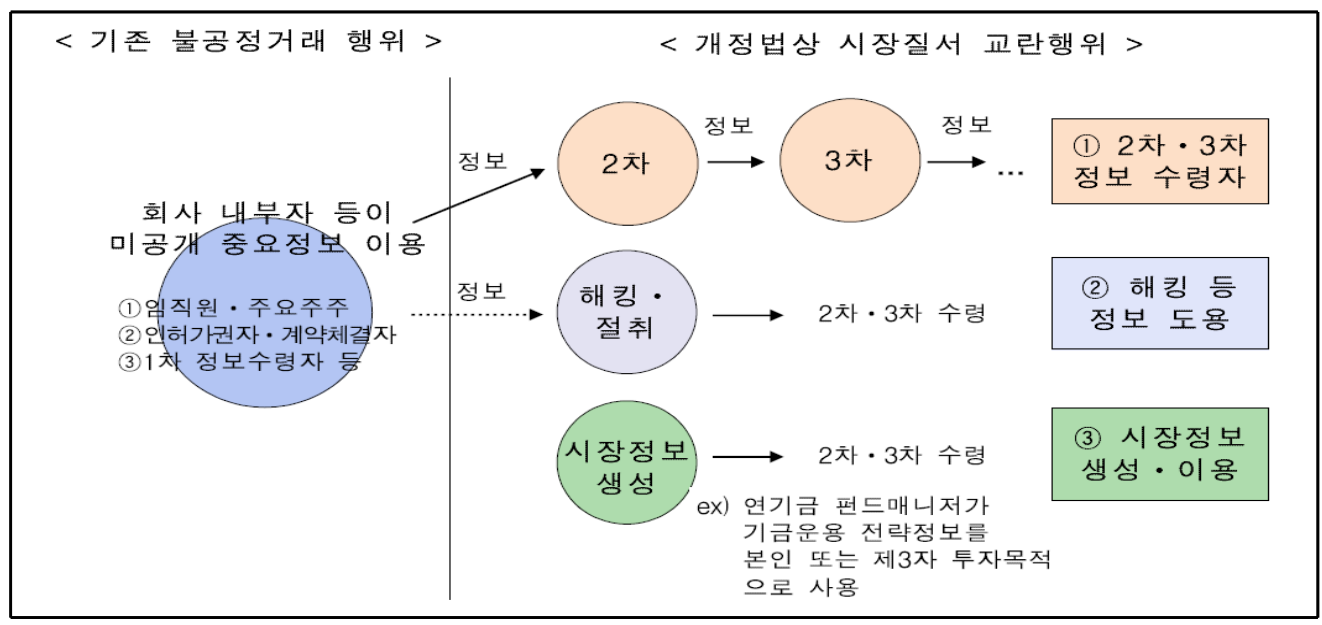 < 기존 불공정거래 행위 >
< 개정법상 시장질서 교란행위 >
회사 내부자 등이
미공개 중요정보 이용
①임직원・주요주주
②인허가권자・계약체결자
③1차 정보수령자 등
정보
2차
정보
3차
정보
...
① 2차・3차
정보 수령자
정보
해킹・
절취
2차・3차 수령
② 해킹 등
정보 도용
시장정보
생성
2차・3차 수령
③ 시장정보
생성・이용
ex) 연기금 펀드매니저가
기금운용 전략정보를
본인 또는 제3자 투자목적
으로 사용